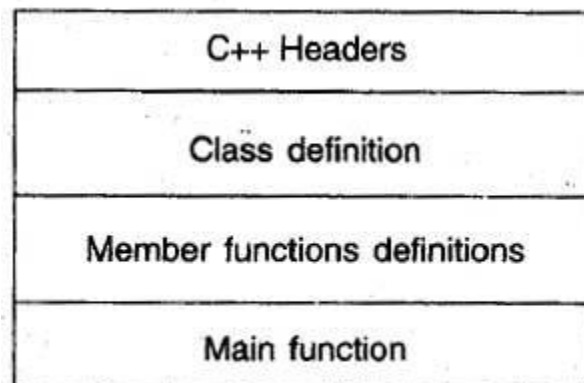 C++ Headers
Class definition
Member functions definitions
Main function